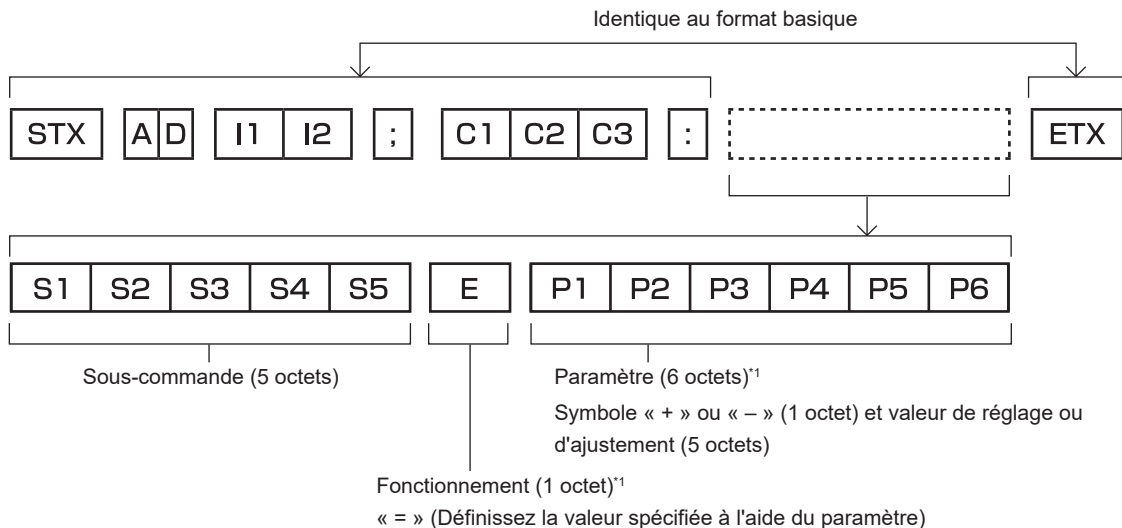 Identique au format basique
STX A D I1 I2 ; C1 C2 C3 : ETX
S1 S2 S3 S4 S5 E P1 P2 P3 P4 P5 P6
Sous-commande (5 octets)
Paramètre (6 octets)*1
Symbole « + » ou « – » (1 octet) et valeur de réglage ou
d'ajustement (5 octets)
Fonctionnement (1 octet)*1
« = » (Définissez la valeur spécifiée à l'aide du paramètre)